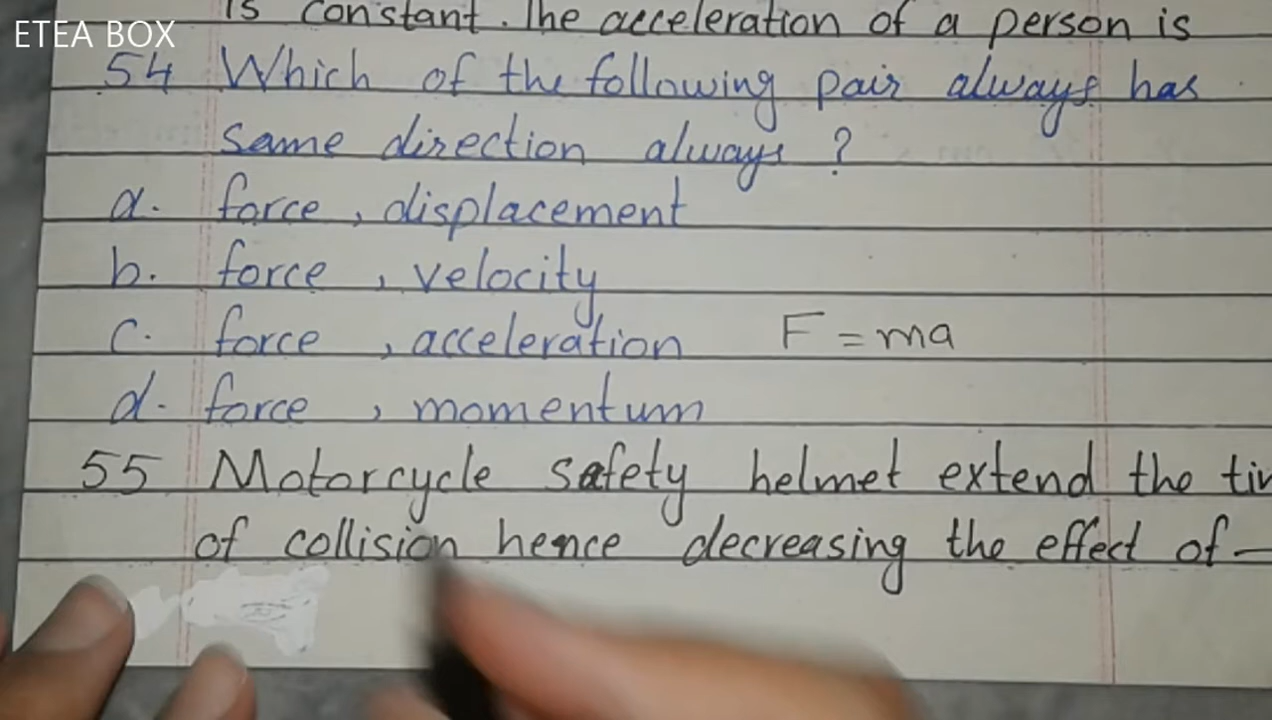 is constant. The acceleration of a person is
ETEA BOX
54 Which of the following pair always has
same direction always ?
a. force , displacement
b. force , velocity
c. force , acceleration F = ma
d. force , momentum
55 Motorcycle safety helmet extend the
of collision hence decreasing the effect of —